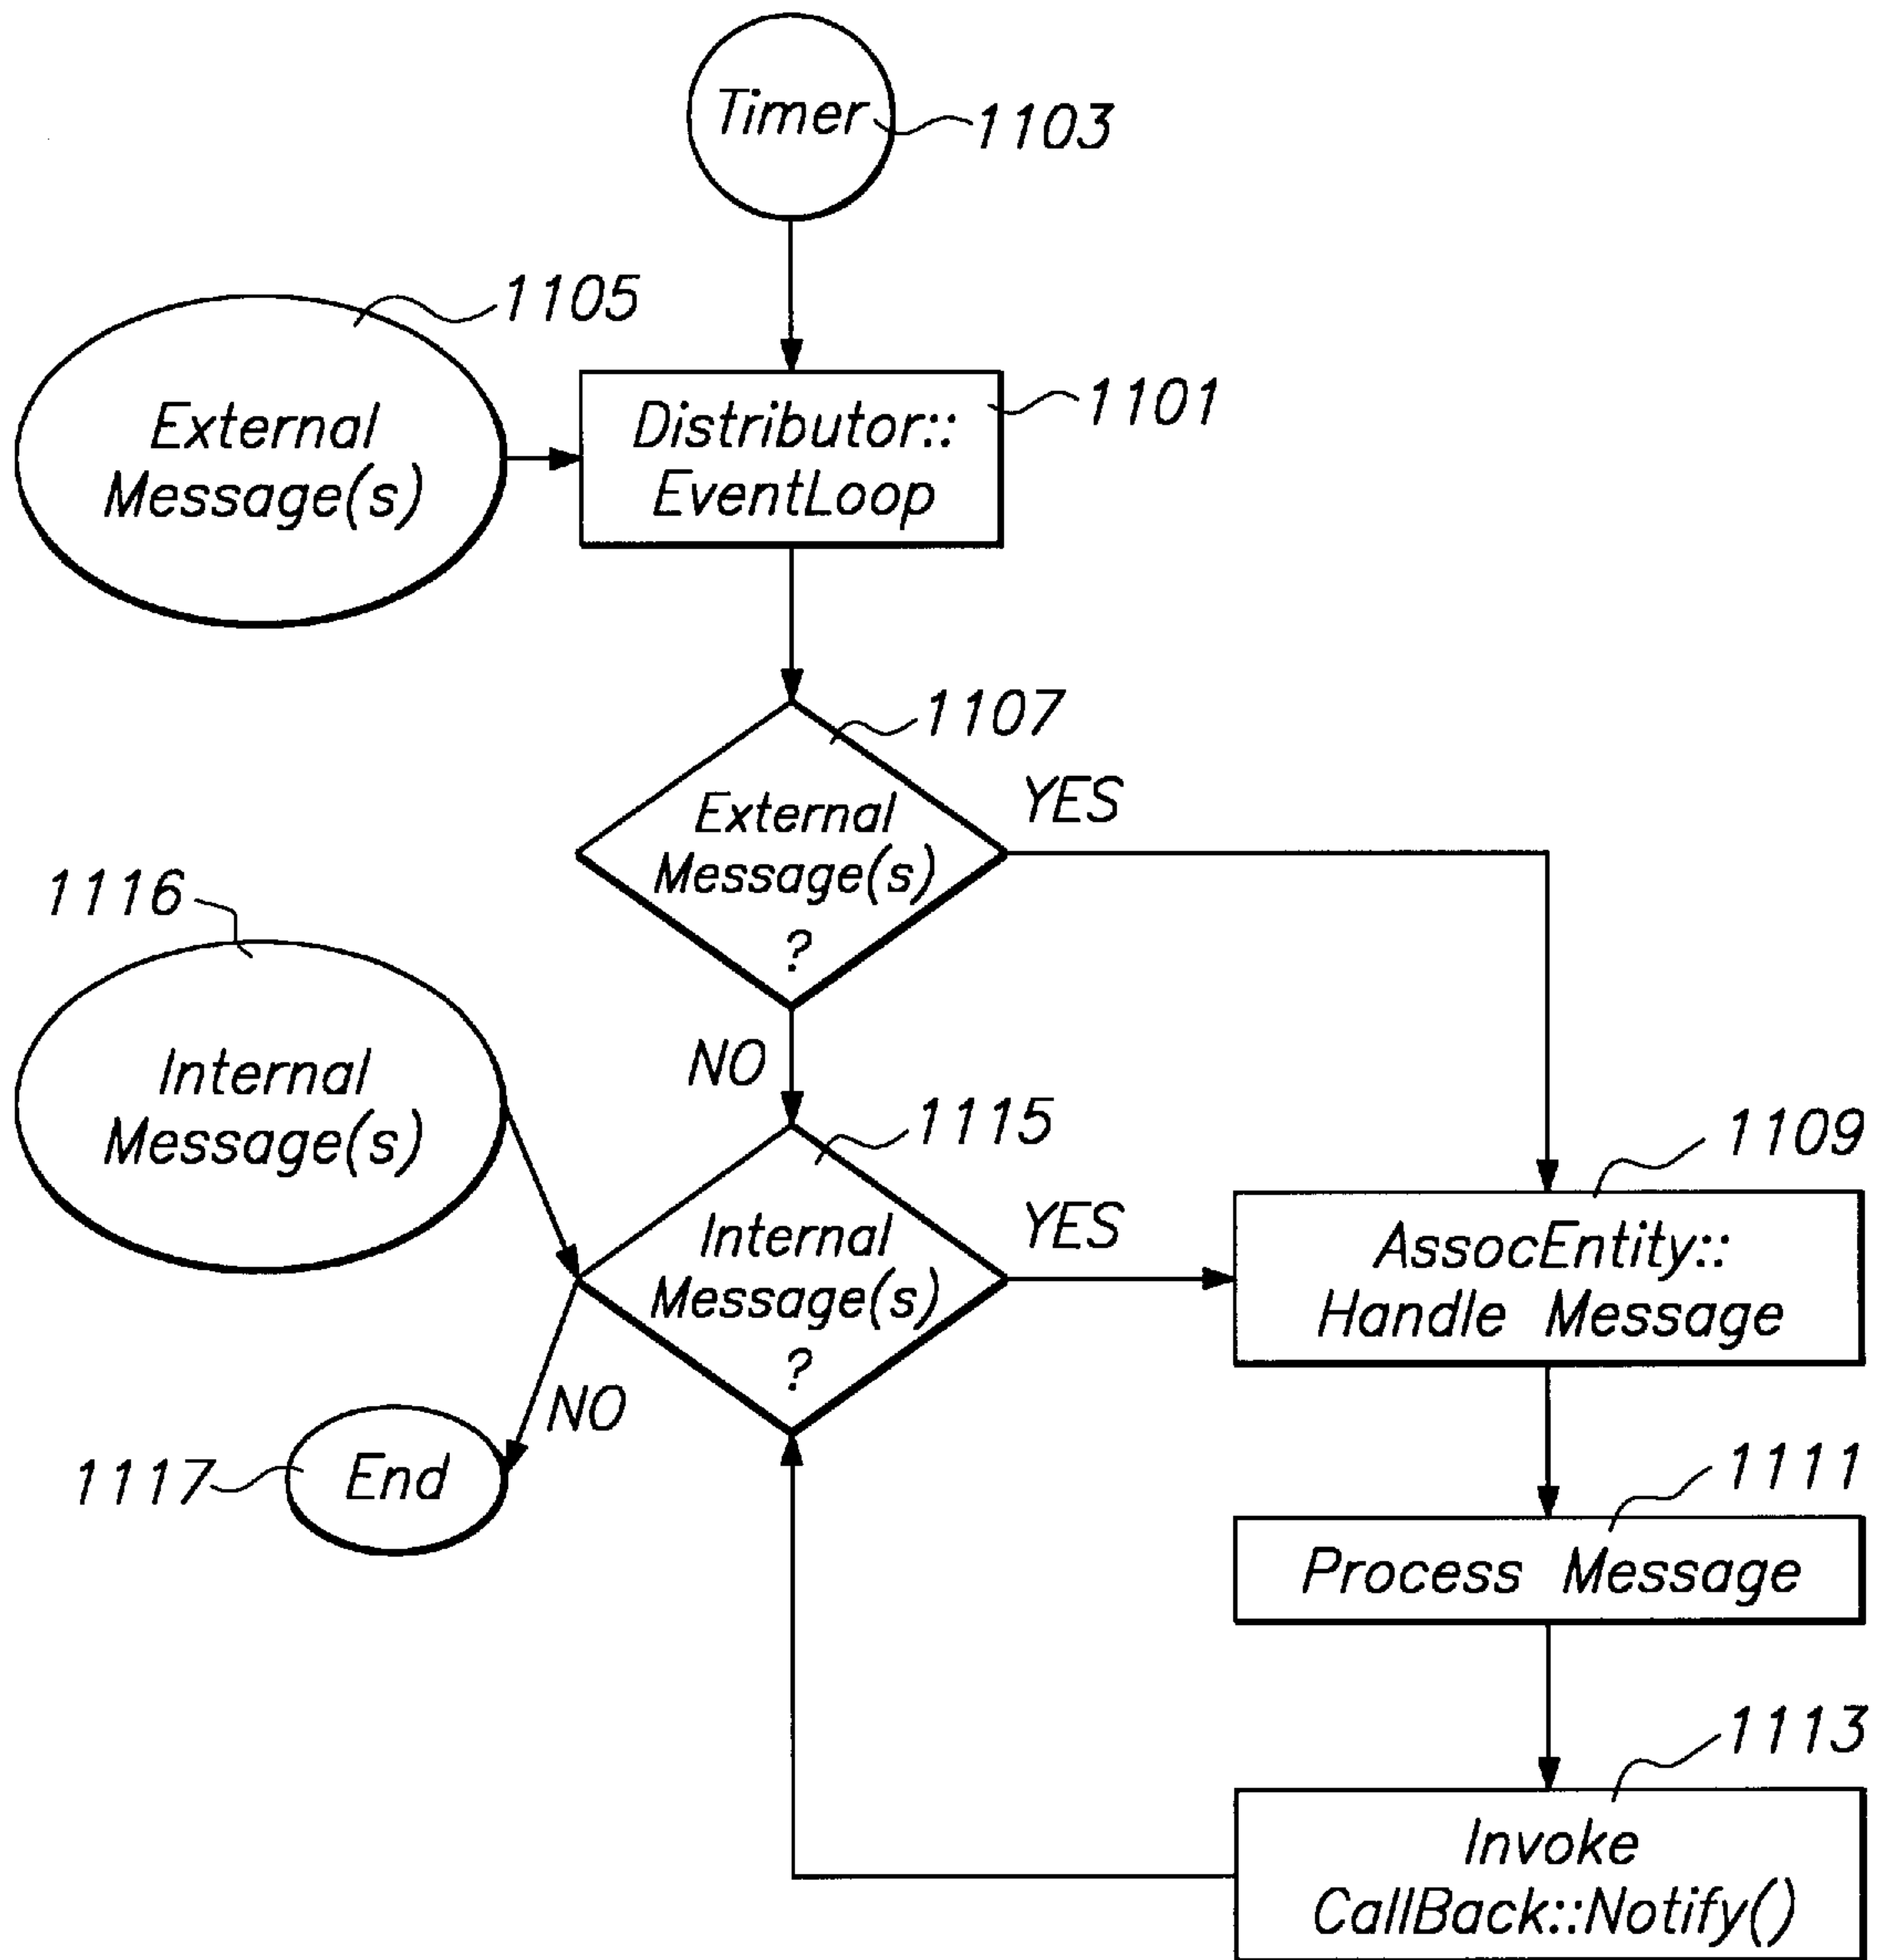 Timer
1103
1105
External
Message(s)
Distributor::
EventLoop
1101
1107
External
Message(s)
?
YES
NO
1116
Internal
Message(s)
1115
Internal
Message(s)
?
YES
NO
1109
AssocEntity::
Handle Message
1117
End
1111
Process Message
1113
Invoke
CallBack::Notify()